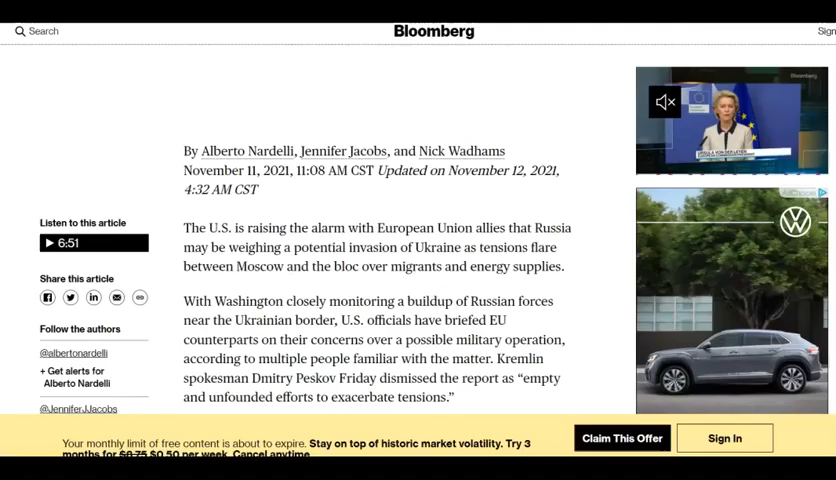 Search
Bloomberg
Sign
Bloomberg
URSULA VON DER LEYEN
EUROPEAN COMMISSION PRESIDENT
By Alberto Nardelli, Jennifer Jacobs, and Nick Wadhams
November 11, 2021, 11:08 AM CST Updated on November 12, 2021,
4:32 AM CST
Listen to this article
6:51
Share this article
Follow the authors
@albertonardelli
+ Get alerts for
Alberto Nardelli
@JenniferJJacobs
The U.S. is raising the alarm with European Union allies that Russia
may be weighing a potential invasion of Ukraine as tensions flare
between Moscow and the bloc over migrants and energy supplies.
With Washington closely monitoring a buildup of Russian forces
near the Ukrainian border, U.S. officials have briefed EU
counterparts on their concerns over a possible military operation,
according to multiple people familiar with the matter. Kremlin
spokesman Dmitry Peskov Friday dismissed the report as “empty
and unfounded efforts to exacerbate tensions.”
Your monthly limit of free content is about to expire. Stay on top of historic market volatility. Try 3
months for $8.75 $0.50 per week. Cancel anytime.
Claim This Offer
Sign In